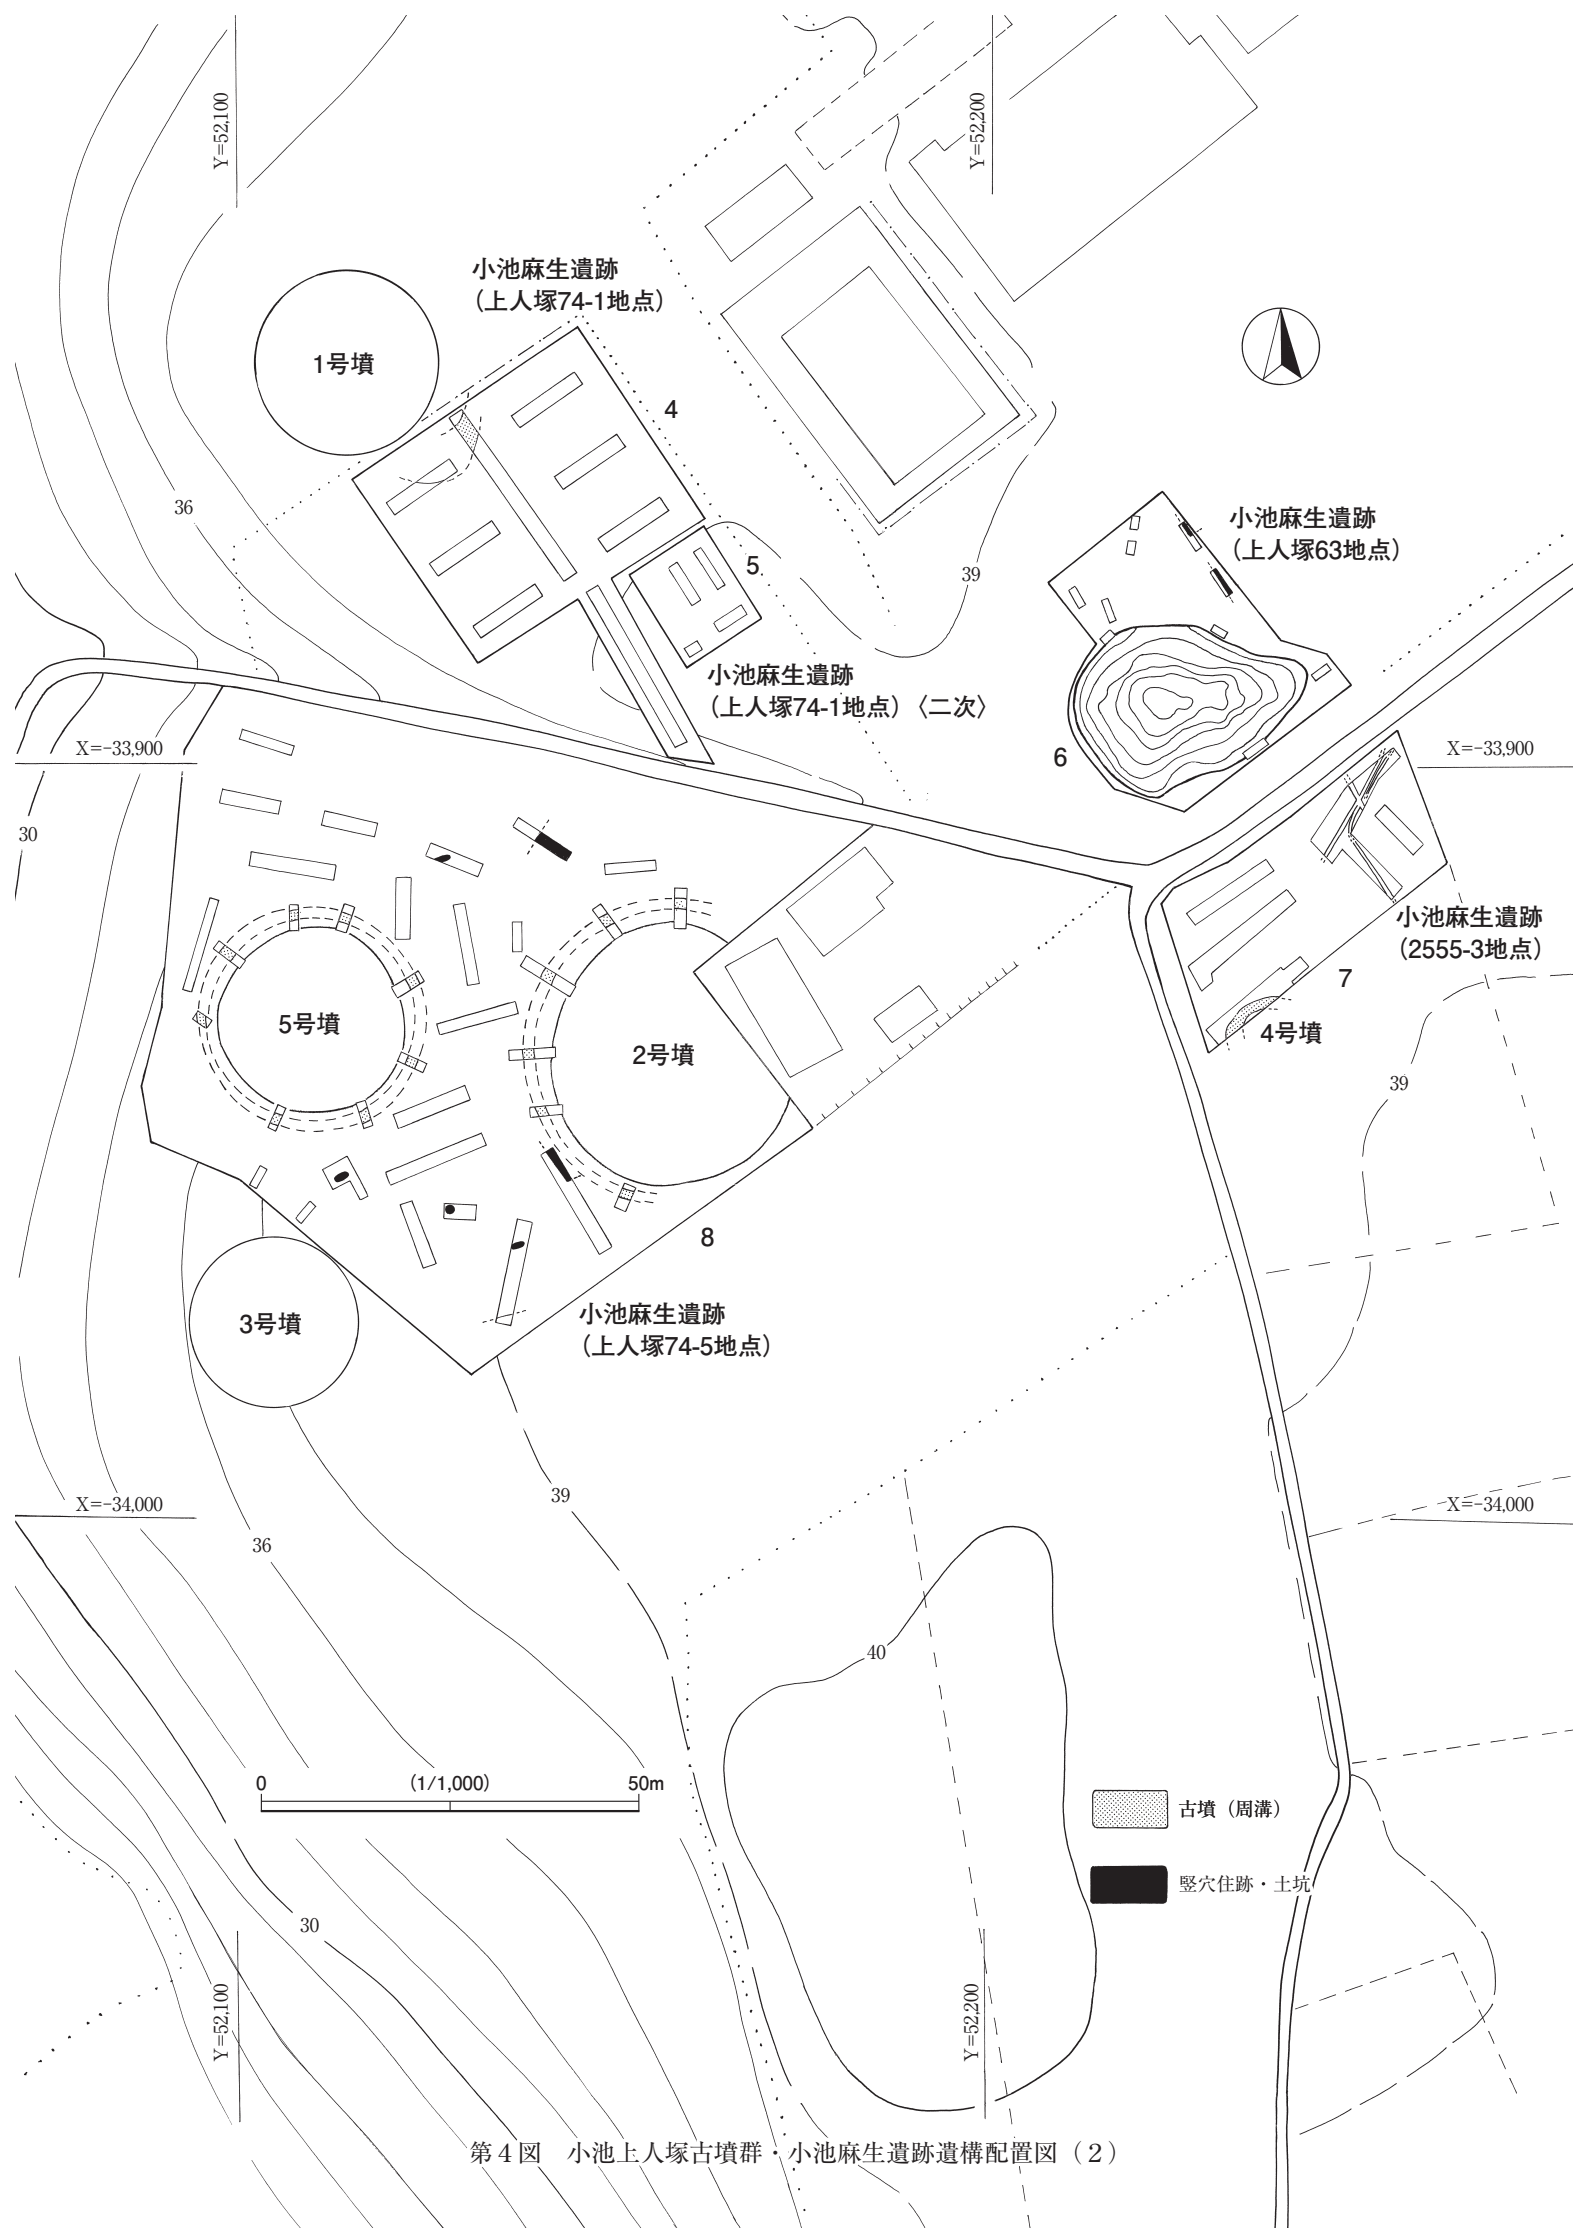 Y=52,100
Y=52,200
小池麻生遺跡
（上人塚74-1地点）
1号墳
4
36
小池麻生遺跡
（上人塚63地点）
5
39
小池麻生遺跡
（上人塚74-1地点）〈二次〉
X=-33,900
6
X=-33,900
30
小池麻生遺跡
（2555-3地点）
7
5号墳
2号墳
4号墳
39
8
3号墳
小池麻生遺跡
（上人塚74-5地点）
39
X=-34,000
X=-34,000
36
40
0
（1/1,000）
50m
古墳（周溝）
竪穴住跡・土坑
30
Y=52,100
Y=52,200
第４図　小池上人塚古墳群・小池麻生遺跡遺構配置図（２）